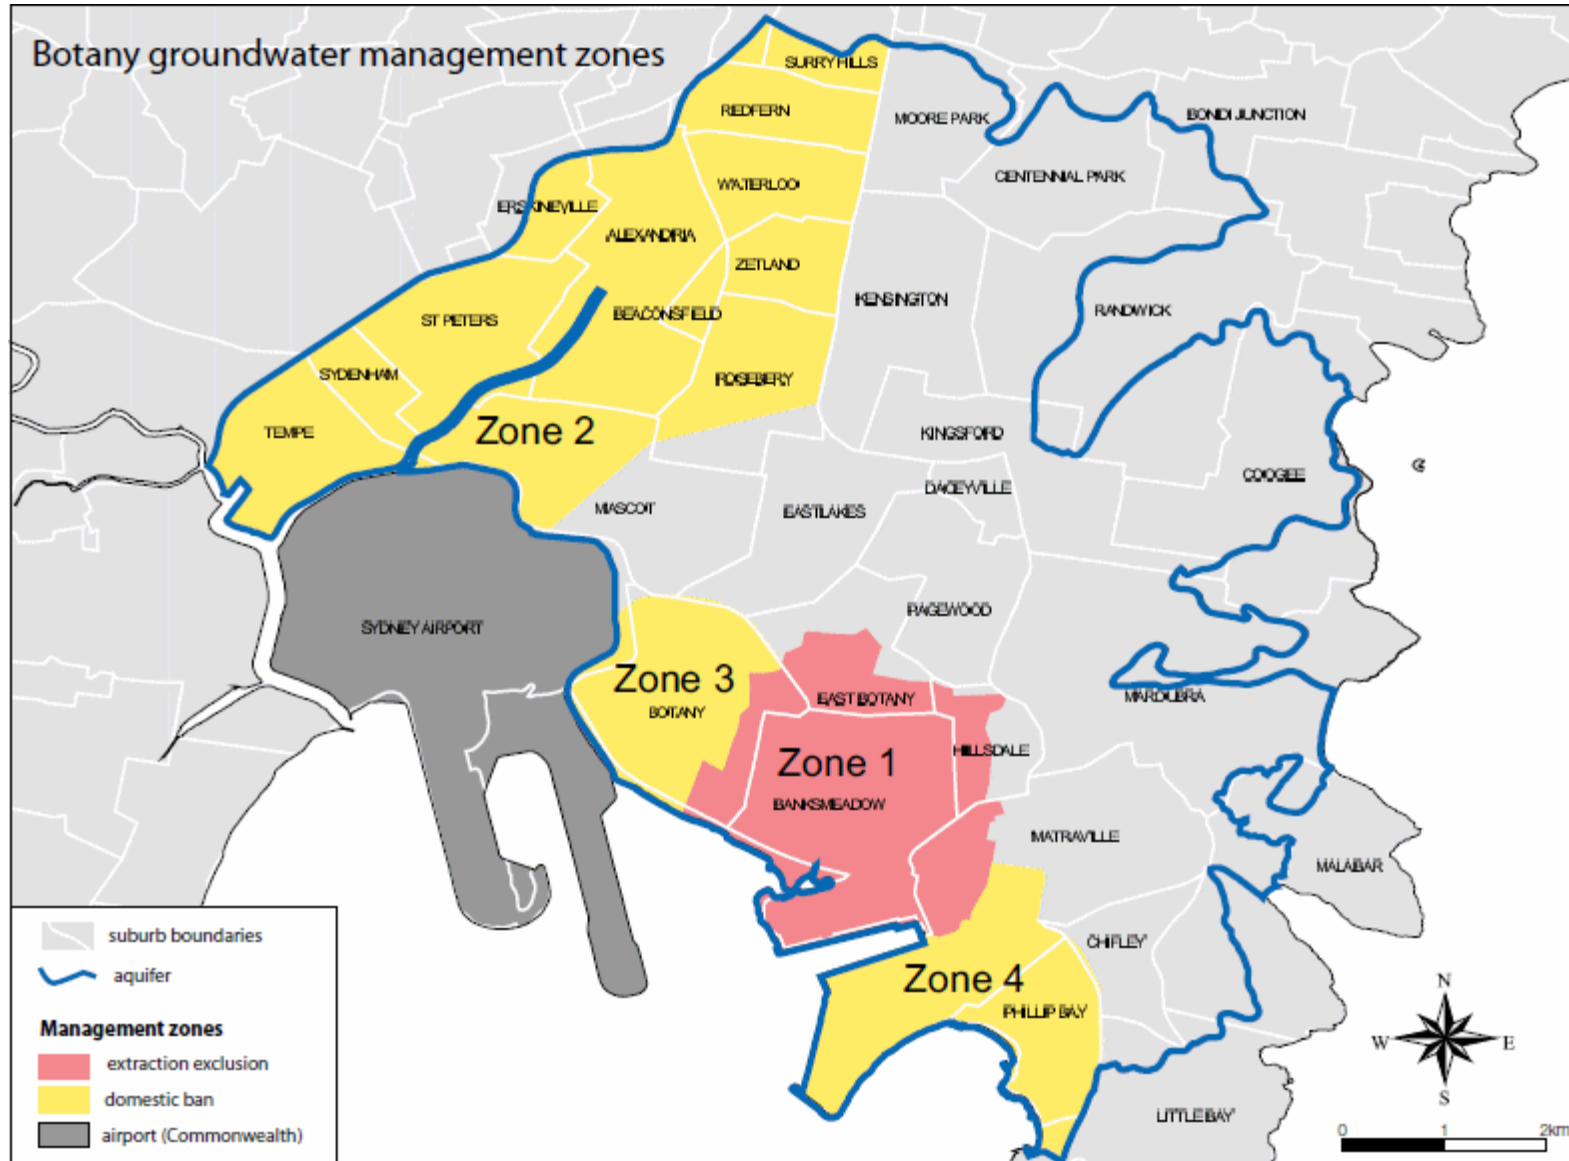 Botany groundwater management zones
SURRY HILLS
REDFERN
MOORE PARK
BONDI JUNCTION
WATERLOO
CENTENNIAL PARK
ERSKINEVILLE
ALEXANDRIA
ZETLAND
KENSINGTON
ST PETERS
BEACONSFIELD
RANDWICK
SYDENHAM
ROSEBERY
TEMPE
Zone 2
KINGSFORD
COOGEE
DACEYVILLE
MASCOT
EASTLAKES
PAGEWOOD
SYDNEY AIRPORT
Zone 3
BOTANY
EAST BOTANY
MAROUBRA
HILLSDALE
Zone 1
BANKSMEADOW
MATRAVILLE
MALABAR
CHIFLEY
Zone 4
PHILLIP BAY
LITTLE BAY
suburb boundaries
aquifer
Management zones
extraction exclusion
domestic ban
airport (Commonwealth)
N
W E
S
0 1 2km